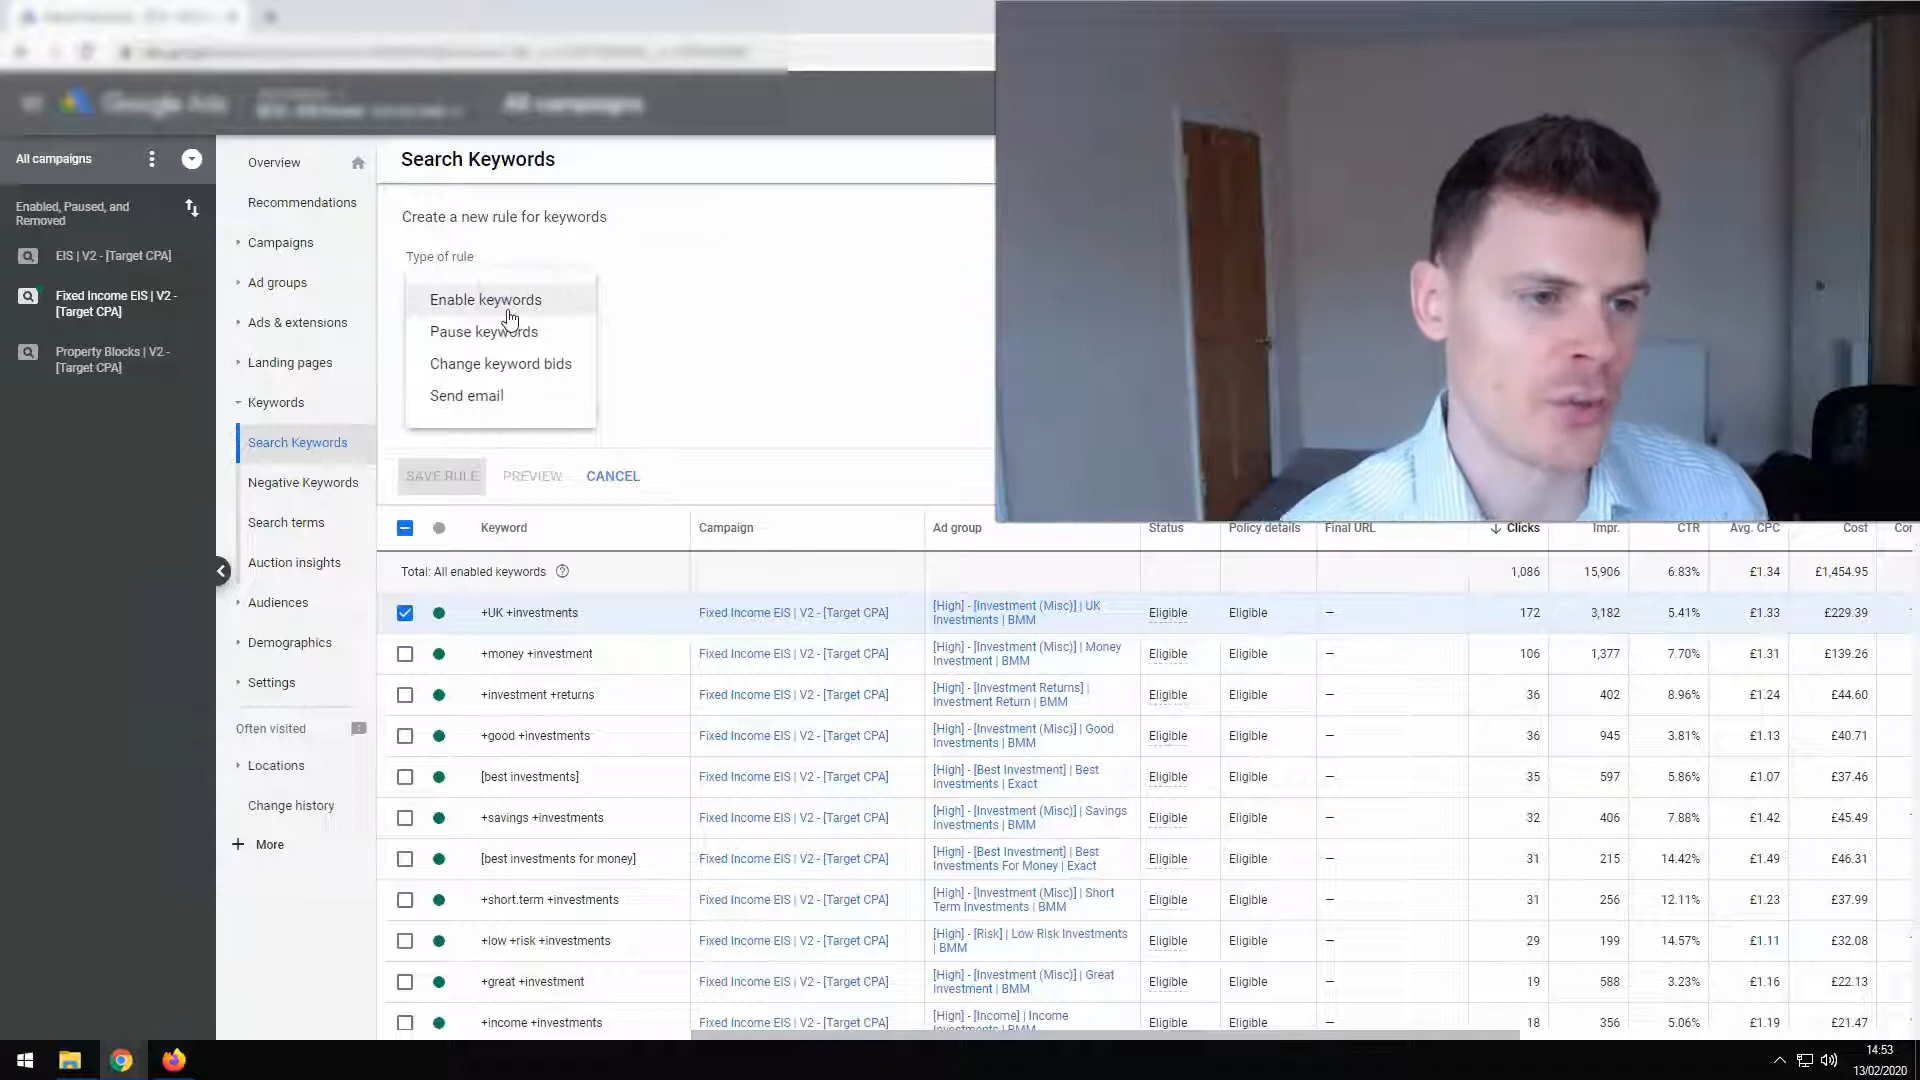 Google Ads
All campaigns
All campaigns
Enabled, Paused, and
Removed
EIS | V2 - [Target CPA]
Fixed Income EIS | V2 -
[Target CPA]
Property Blocks | V2 -
[Target CPA]
Overview
Recommendations
Campaigns
Ad groups
Ads & extensions
Landing pages
Keywords
Search Keywords
Negative Keywords
Search terms
Auction insights
Audiences
Demographics
Settings
Often visited
Locations
Change history
More
Search Keywords
Create a new rule for keywords
Type of rule
Enable keywords
Pause keywords
Change keyword bids
Send email
SAVE RULE PREVIEW CANCEL
Keyword Campaign Ad group Status Policy details Final URL Clicks Impr. CTR Avg. CPC Cost Cor
Total: All enabled keywords 1,086 15,906 6.83% £1.34 £1,454.95
+UK +investments Fixed Income EIS | V2 - [Target CPA] [High] - [Investment (Misc)] | UK Eligible Eligible — 172 3,182 5.41% £1.33 £229.39
Investments | BMM
+money +investment Fixed Income EIS | V2 - [Target CPA] [High] - [Investment (Misc)] | Money Eligible Eligible — 106 1,377 7.70% £1.31 £139.26
Investment | BMM
+investment +returns Fixed Income EIS | V2 - [Target CPA] [High] - [Investment Returns] | Eligible Eligible — 36 402 8.96% £1.24 £44.60
Investment Return | BMM
+good +investments Fixed Income EIS | V2 - [Target CPA] [High] - [Investment (Misc)] | Good Eligible Eligible — 36 945 3.81% £1.13 £40.71
Investments | BMM
[best investments] Fixed Income EIS | V2 - [Target CPA] [High] - [Best Investment] | Best Eligible Eligible — 35 597 5.86% £1.07 £37.46
Investments | Exact
+savings +investments Fixed Income EIS | V2 - [Target CPA] [High] - [Investment (Misc)] | Savings Eligible Eligible — 32 406 7.88% £1.42 £45.49
Investments | BMM
[best investments for money] Fixed Income EIS | V2 - [Target CPA] [High] - [Best Investment] | Best Eligible Eligible — 31 215 14.42% £1.49 £46.31
Investments For Money | Exact
+short.term +investments Fixed Income EIS | V2 - [Target CPA] [High] - [Investment (Misc)] | Short Eligible Eligible — 31 256 12.11% £1.23 £37.99
Term Investments | BMM
+low +risk +investments Fixed Income EIS | V2 - [Target CPA] [High] - [Risk] | Low Risk Investments Eligible Eligible — 29 199 14.57% £1.11 £32.08
| BMM
+great +investment Fixed Income EIS | V2 - [Target CPA] [High] - [Investment (Misc)] | Great Eligible Eligible — 19 588 3.23% £1.16 £22.13
Investment | BMM
+income +investments Fixed Income EIS | V2 - [Target CPA] [High] - [Income] | Income Eligible Eligible — 18 356 5.06% £1.19 £21.47
Investments | BMM
14:53
13/02/2020